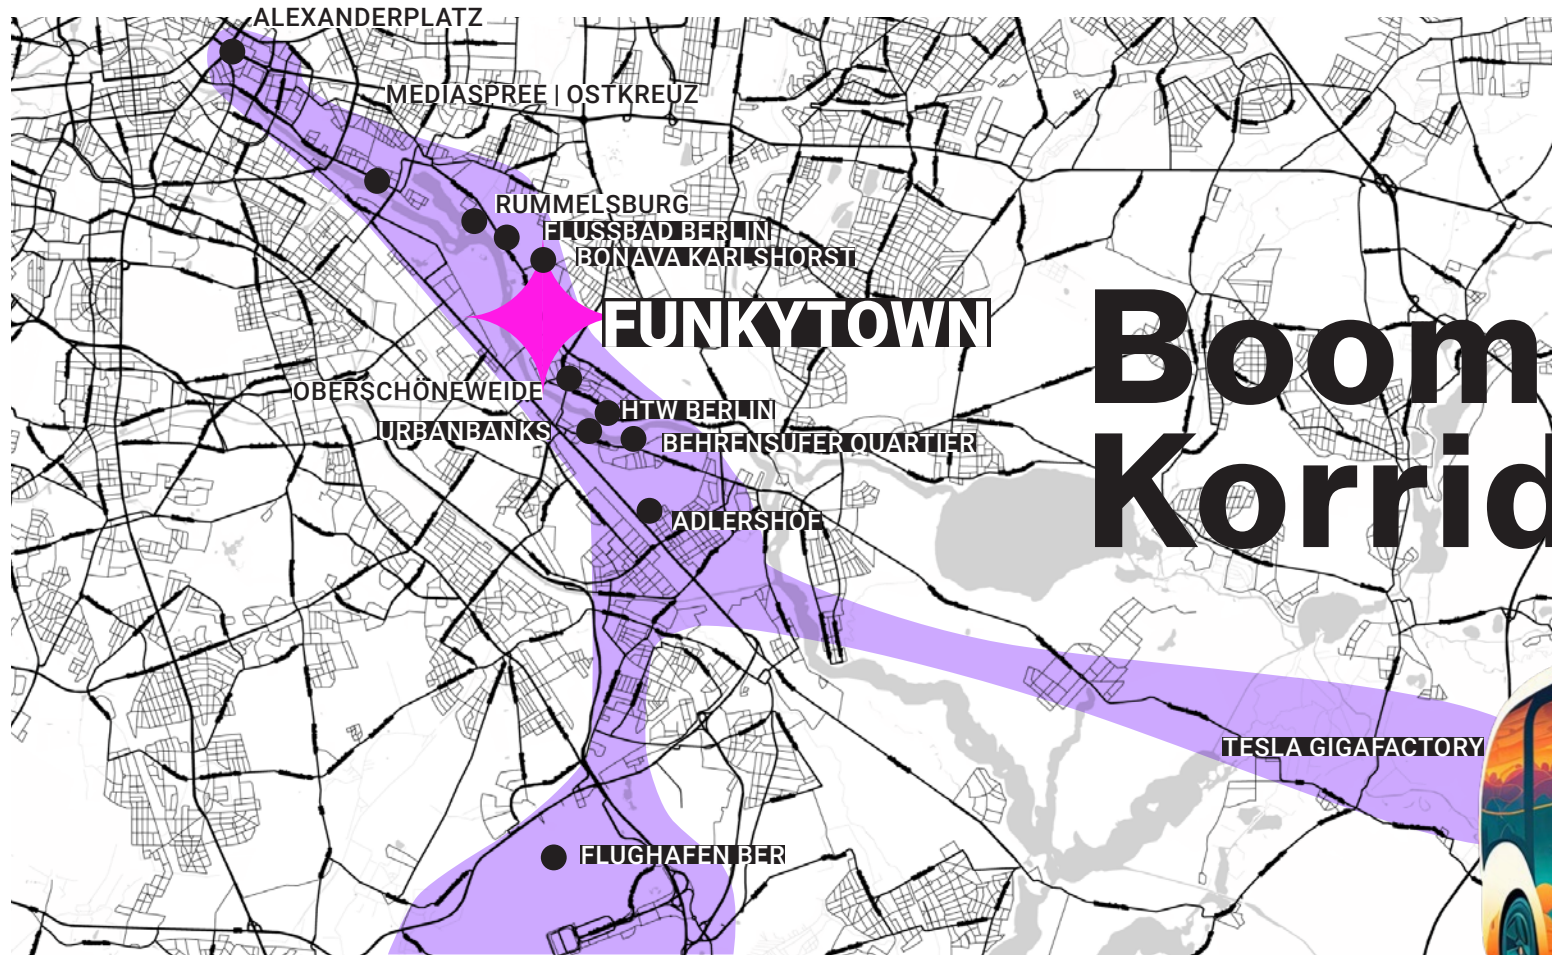 ALEXANDERPLATZ
MEDIASPREE | OSTKREUZ
RUMMELSBURG
FLUSSBAD BERLIN
BONAVA KARLSHORST
FUNKYTOWN
Boom
Korrid
OBERSCHÖNEWEIDE
HTW BERLIN
URBANBANKS
BEHRENSUFER QUARTIER
ADLERSHOF
TESLA GIGAFACTORY
FLUGHAFEN BER